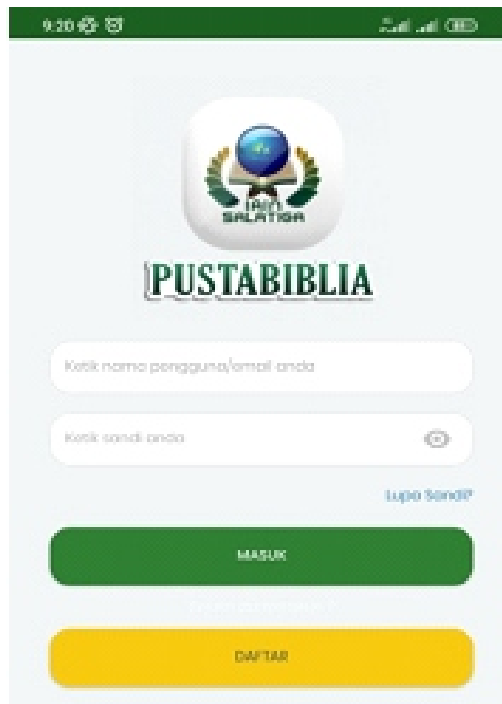 9:20
IAIN
SALATIGA
PUSTABIBLIA
Ketik nama pengguna/email anda
Ketik sandi anda
Lupa Sandi?
MASUK
DAFTAR